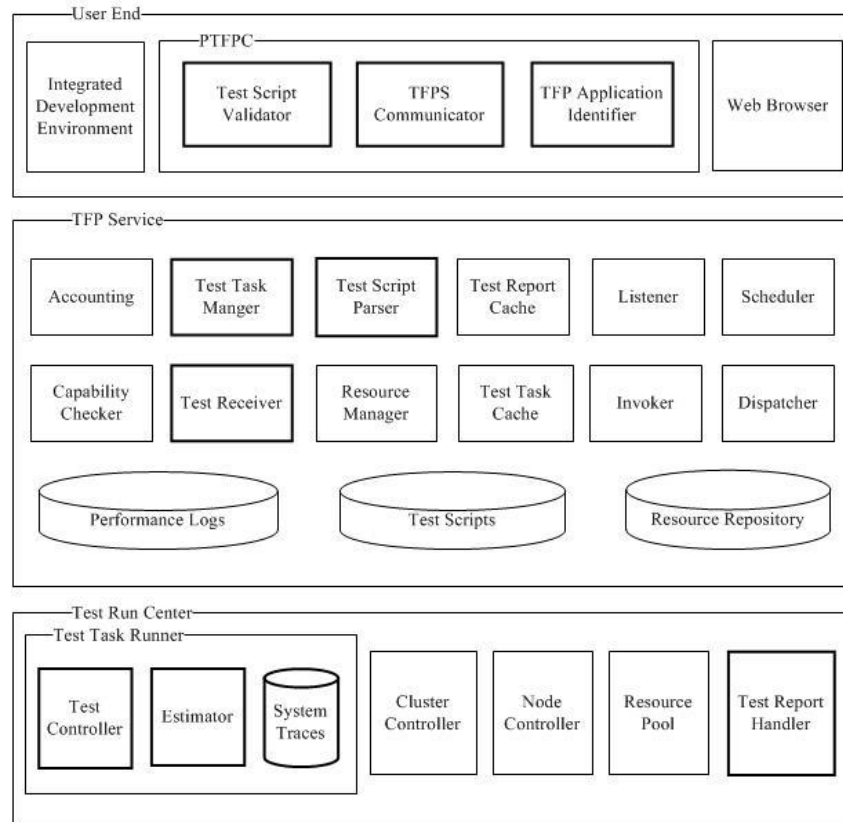 User End
PTFPC
Integrated
Development
Environment
Test Script
Validator
TFPS
Communicator
TFP Application
Identifier
Web Browser
TFP Service
Accounting
Test Task
Manger
Test Script
Parser
Test Report
Cache
Listener
Scheduler
Capability
Checker
Test Receiver
Resource
Manager
Test Task
Cache
Invoker
Dispatcher
Performance Logs
Test Scripts
Resource Repository
Test Run Center
Test Task Runner
Test
Controller
Estimator
System
Traces
Cluster
Controller
Node
Controller
Resource
Pool
Test Report
Handler